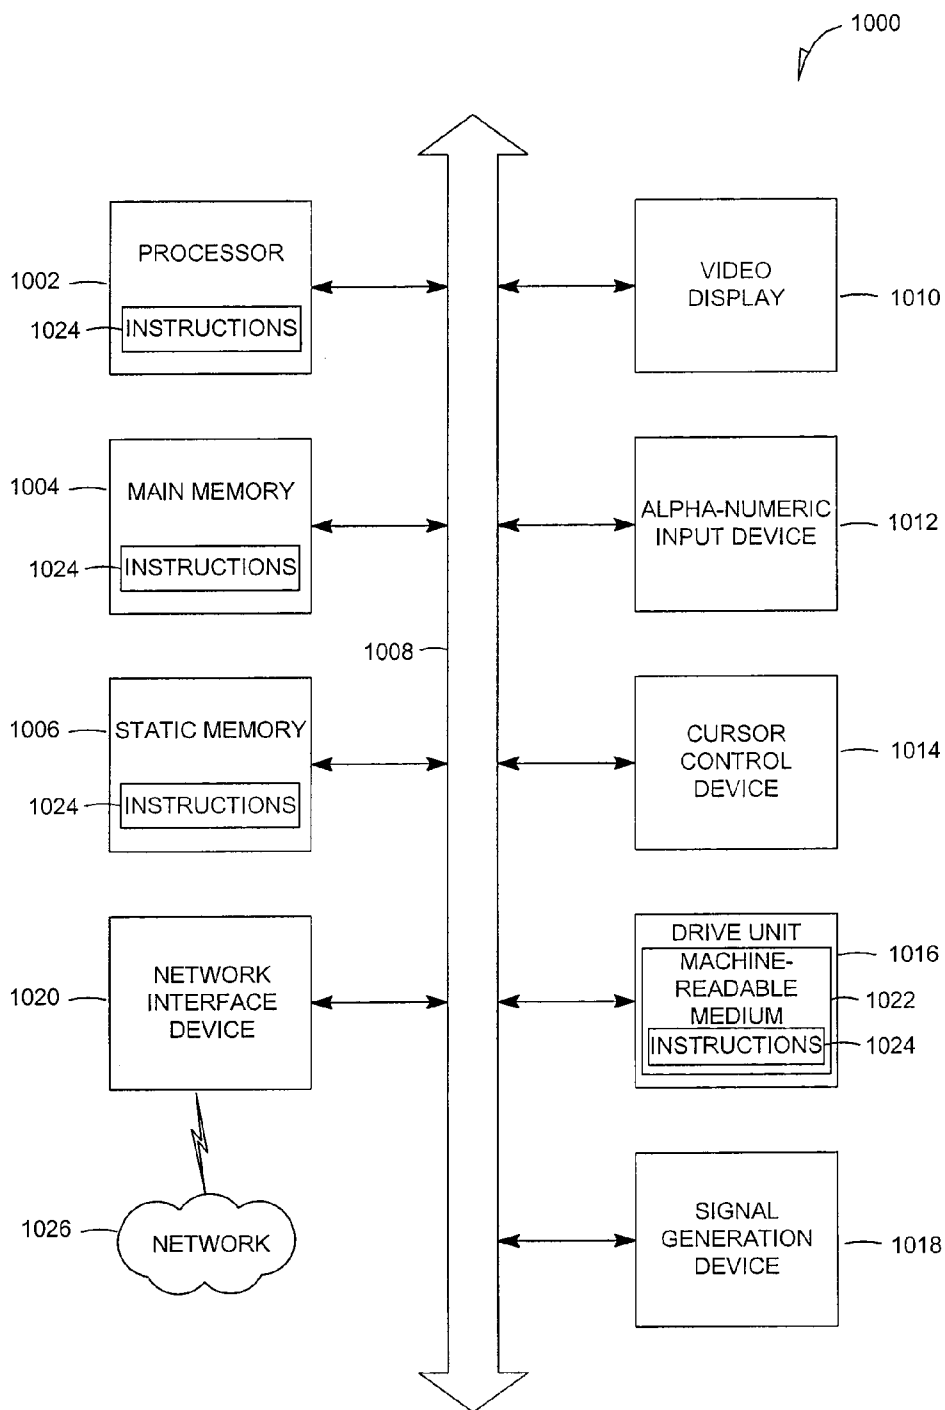 1000
PROCESSOR
1002
1024
INSTRUCTIONS
VIDEO
DISPLAY
1010
1004
MAIN MEMORY
1024
INSTRUCTIONS
ALPHA-NUMERIC
INPUT DEVICE
1012
1008
1006
STATIC MEMORY
1024
INSTRUCTIONS
CURSOR
CONTROL
DEVICE
1014
1020
NETWORK
INTERFACE
DEVICE
DRIVE UNIT
1016
MACHINE-
READABLE
MEDIUM
1022
INSTRUCTIONS
1024
1026
NETWORK
SIGNAL
GENERATION
DEVICE
1018